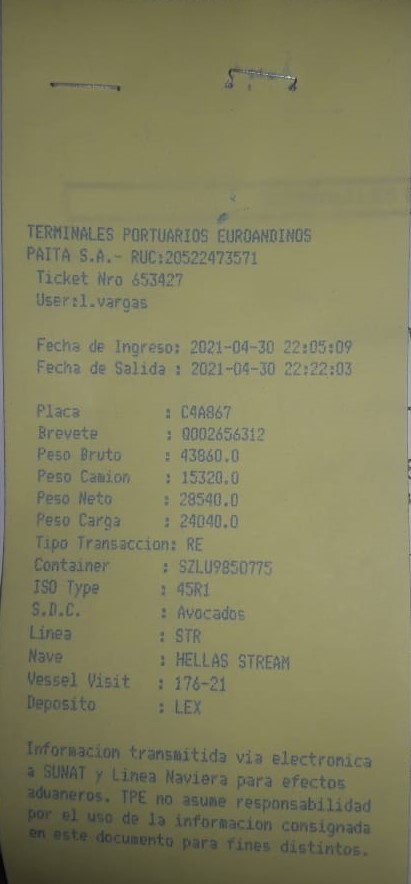 TERMINALES PORTUARIOS EUROANDINOS
PAITA S.A.- RUC:20522473571
Ticket Nro 653427
User:l.vargas
Fecha de Ingreso: 2021-04-30 22:05:09
Fecha de Salida : 2021-04-30 22:22:03
Placa : C4A867
Brevete : Q002656312
Peso Bruto : 43860.0
Peso Camion : 15320.0
Peso Neto : 28540.0
Peso Carga : 24040.0
Tipo Transaccion: RE
Container : SZLU9850775
ISO Type : 45R1
S.D.C. : Avocados
Linea : STR
Nave : HELLAS STREAM
Vessel Visit : 176-21
Deposito : LEX
Informacion transmitida via electronica
a SUNAT y Linea Naviera para efectos
aduaneros. TPE no asume responsabilidad
por el uso de la informacion consignada
en este documento para fines distintos.